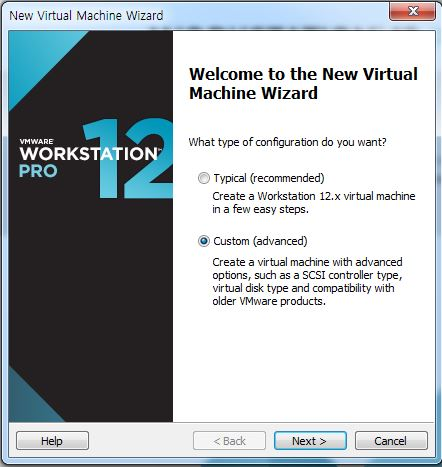 New Virtual Machine Wizard
Welcome to the New Virtual
Machine Wizard
VMWARE
WORKSTATION™
PRO
12
What type of configuration do you want?
Typical (recommended)
Create a Workstation 12.x virtual machine
in a few easy steps.
Custom (advanced)
Create a virtual machine with advanced
options, such as a SCSI controller type,
virtual disk type and compatibility with
older VMware products.
Help
< Back
Next >
Cancel